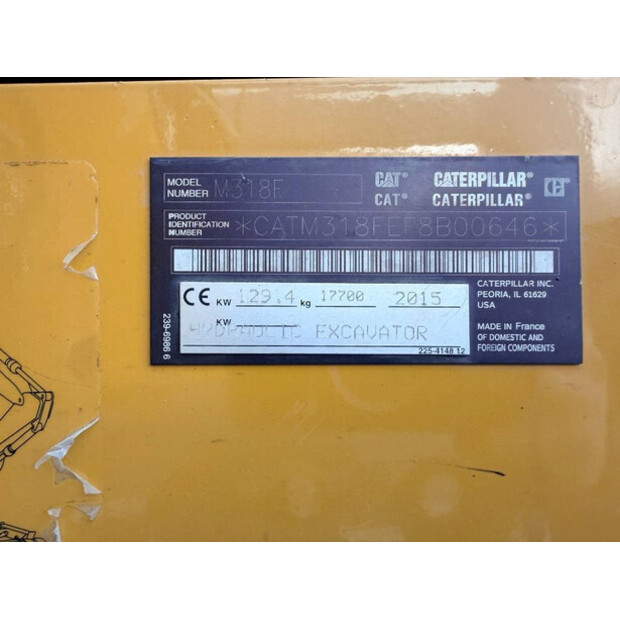 MODEL NUMBER M318F CAT® CATERPILLAR®
CAT® CATERPILLAR®
PRODUCT IDENTIFICATION NUMBER *CATM318FEF8B00646*
CE KW 129.4 kg 17700 2015
KW
HYDRAULIC EXCAVATOR
225-4148 12
CATERPILLAR INC.
PEORIA, IL 61629
USA
MADE IN France
OF DOMESTIC AND
FOREIGN COMPONENTS
239-6966 6